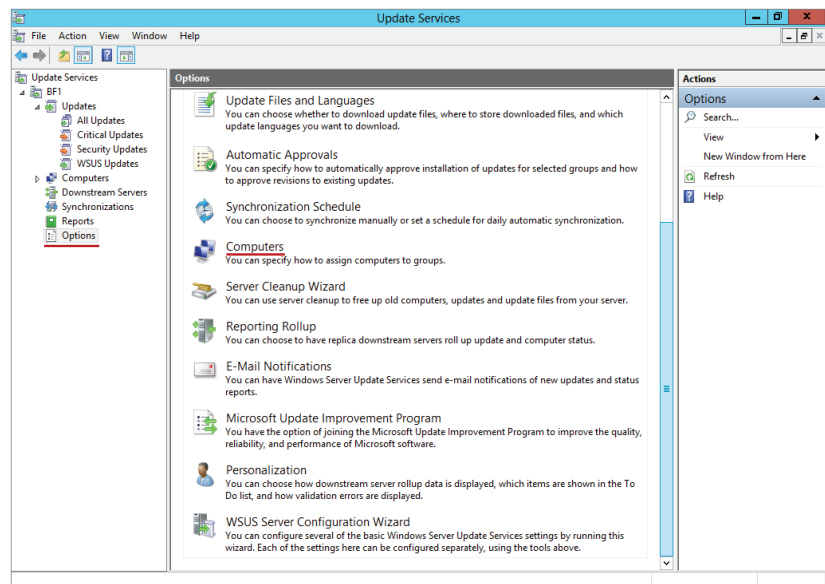 Update Services
File Action View Window Help
Update Services
BF1
Updates
All Updates
Critical Updates
Security Updates
WSUS Updates
Computers
Downstream Servers
Synchronizations
Reports
Options
Options
Update Files and Languages
You can choose whether to download update files, where to store downloaded files, and which
update languages you want to download.
Automatic Approvals
You can specify how to automatically approve installation of updates for selected groups and how
to approve revisions to existing updates.
Synchronization Schedule
You can choose to synchronize manually or set a schedule for daily automatic synchronization.
Computers
You can specify how to assign computers to groups.
Server Cleanup Wizard
You can use server cleanup to free up old computers, updates and update files from your server.
Reporting Rollup
You can choose to have replica downstream servers roll up update and computer status.
E-Mail Notifications
You can have Windows Server Update Services send e-mail notifications of new updates and status
reports.
Microsoft Update Improvement Program
You have the option of joining the Microsoft Update Improvement Program to improve the quality,
reliability, and performance of Microsoft software.
Personalization
You can choose how downstream server rollup data is displayed, which items are shown in the To
Do list, and how validation errors are displayed.
WSUS Server Configuration Wizard
You can configure several of the basic Windows Server Update Services settings by running this
wizard. Each of the settings here can be configured separately, using the tools above.
Actions
Options
Search...
View
New Window from Here
Refresh
Help